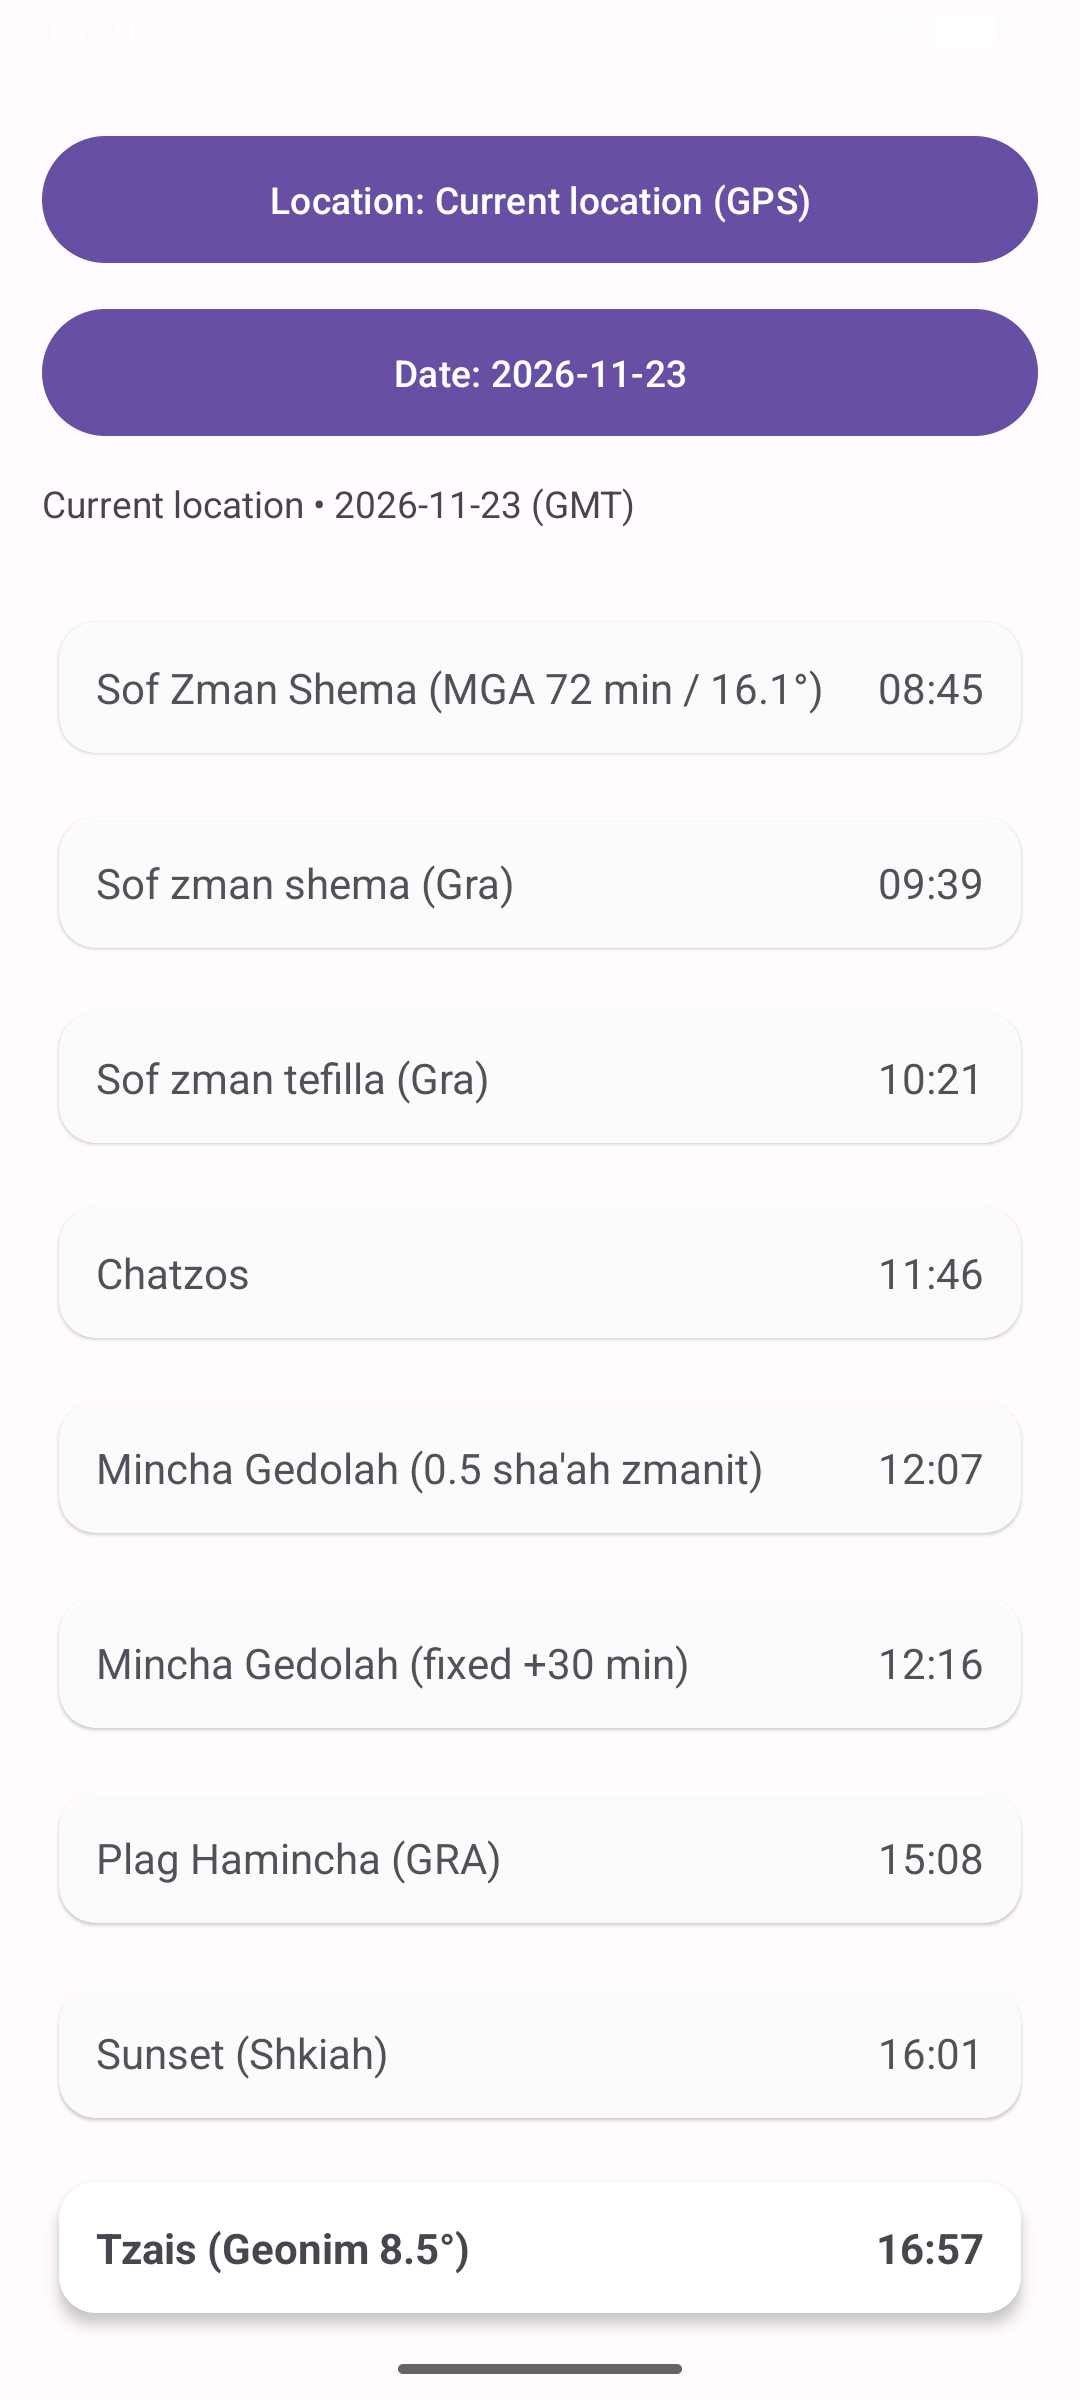 Location: Current location (GPS)
Date: 2026-11-23
Current location • 2026-11-23 (GMT)
Sof Zman Shema (MGA 72 min / 16.1°) 08:45
Sof zman shema (Gra) 09:39
Sof zman tefilla (Gra) 10:21
Chatzos 11:46
Mincha Gedolah (0.5 sha'ah zmanit) 12:07
Mincha Gedolah (fixed +30 min) 12:16
Plag Hamincha (GRA) 15:08
Sunset (Shkiah) 16:01
Tzais (Geonim 8.5°) 16:57